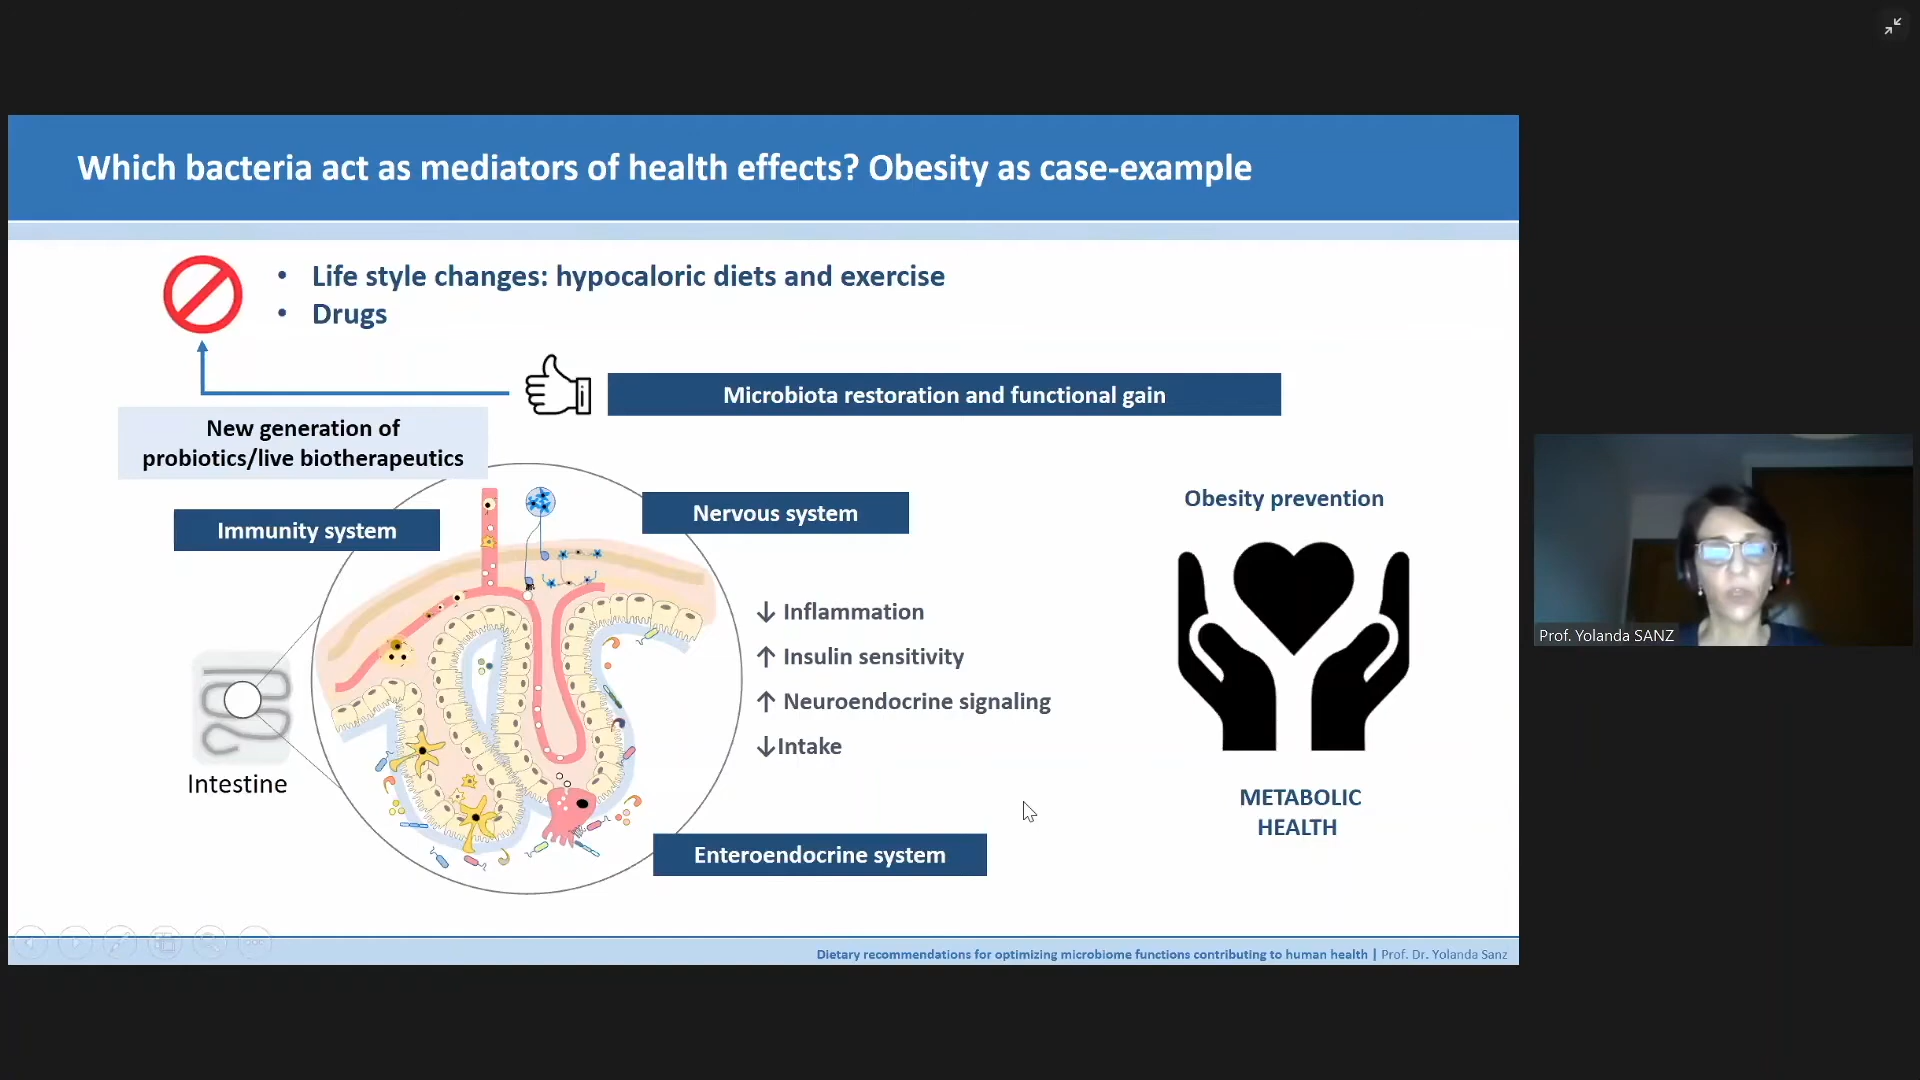 Which bacteria act as mediators of health effects? Obesity as case-example
• Life style changes: hypocaloric diets and exercise
• Drugs
Microbiota restoration and functional gain
New generation of
probiotics/live biotherapeutics
Immunity system
Nervous system
Obesity prevention
↓ Inflammation
↑ Insulin sensitivity
↑ Neuroendocrine signaling
↓Intake
Intestine
METABOLIC
HEALTH
Enteroendocrine system
Dietary recommendations for optimizing microbiome functions contributing to human health | Prof. Dr. Yolanda Sanz
Prof. Yolanda SANZ